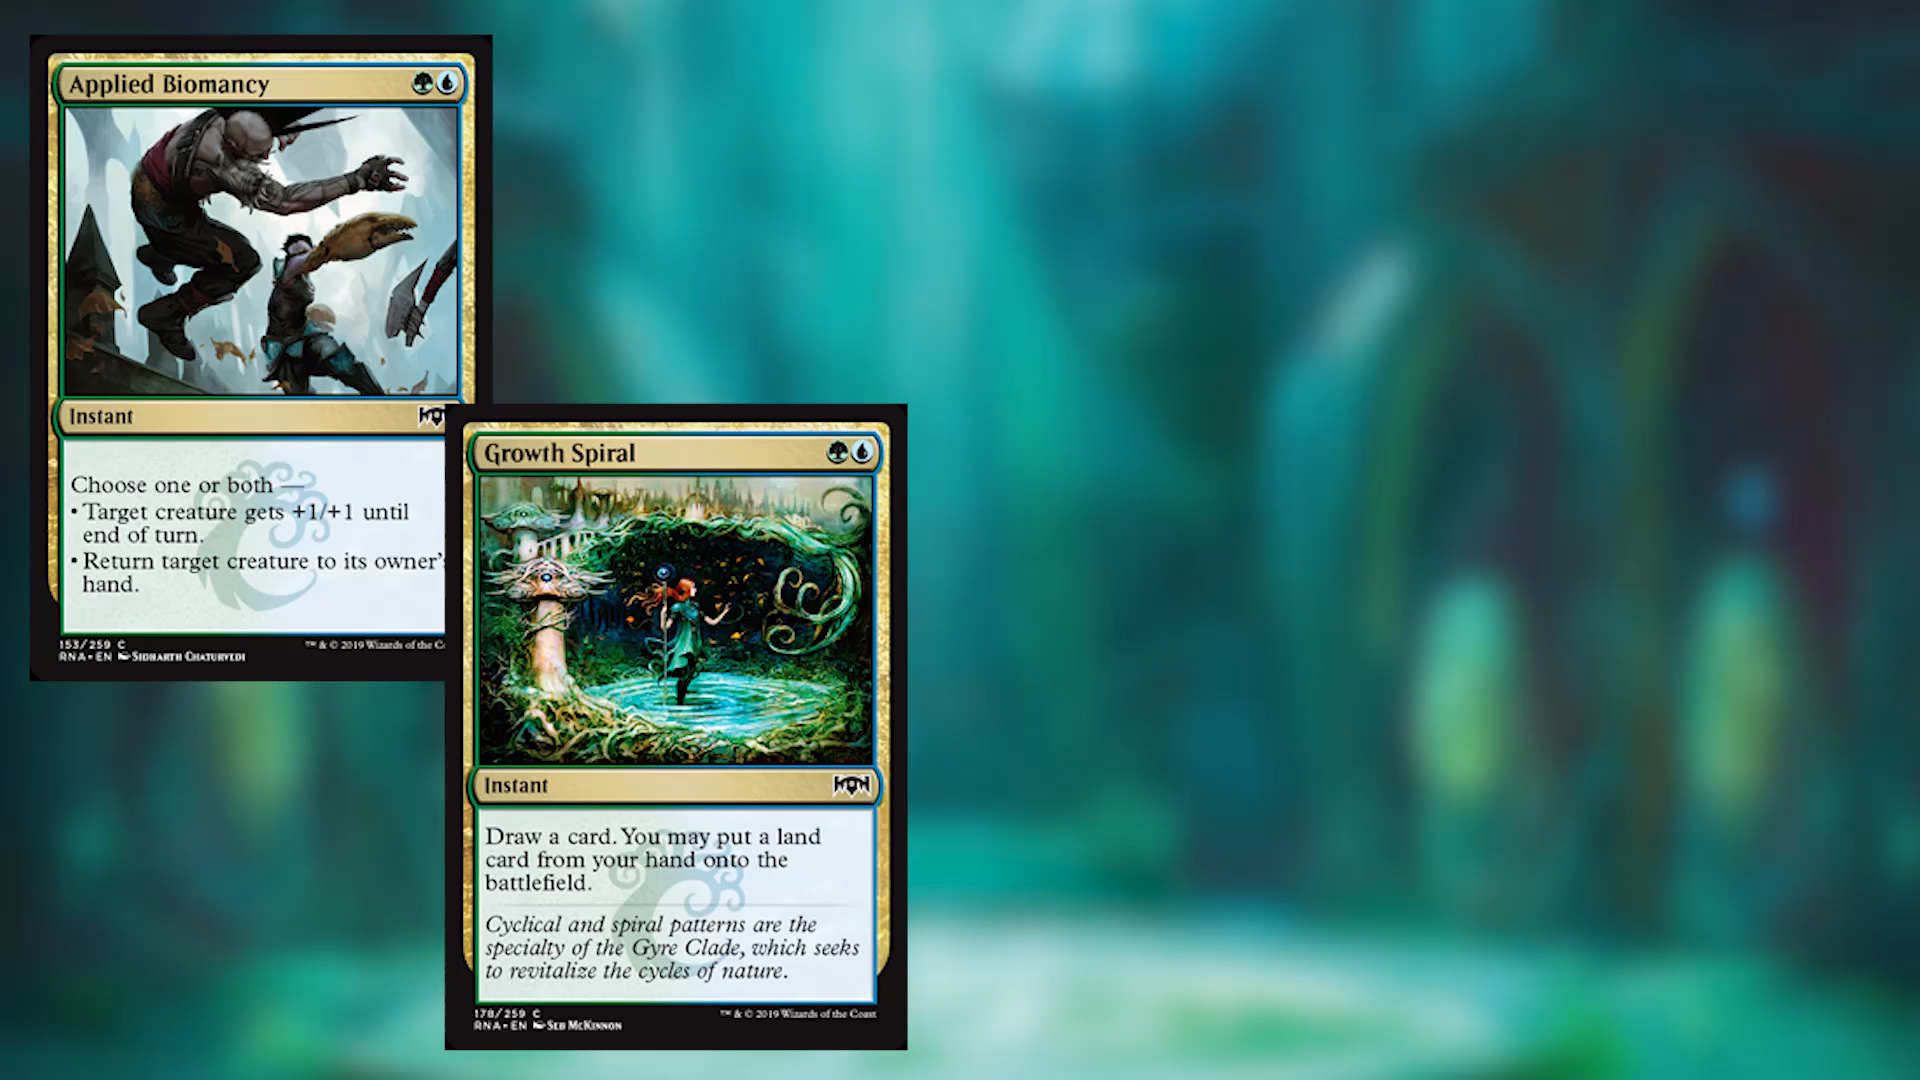 Applied Biomancy
Instant
Choose one or both —
• Target creature gets +1/+1 until
end of turn.
• Return target creature to its owner's
hand.
153/259 C
™ & © 2019 Wizards of the Co
RNA • EN Sidharth Chaturvedi
Growth Spiral
Instant
Draw a card. You may put a land
card from your hand onto the
battlefield.
Cyclical and spiral patterns are the
specialty of the Gyre Clade, which seeks
to revitalize the cycles of nature.
178/259 C
™ & © 2019 Wizards of the Coast
RNA • EN Seb McKinnon